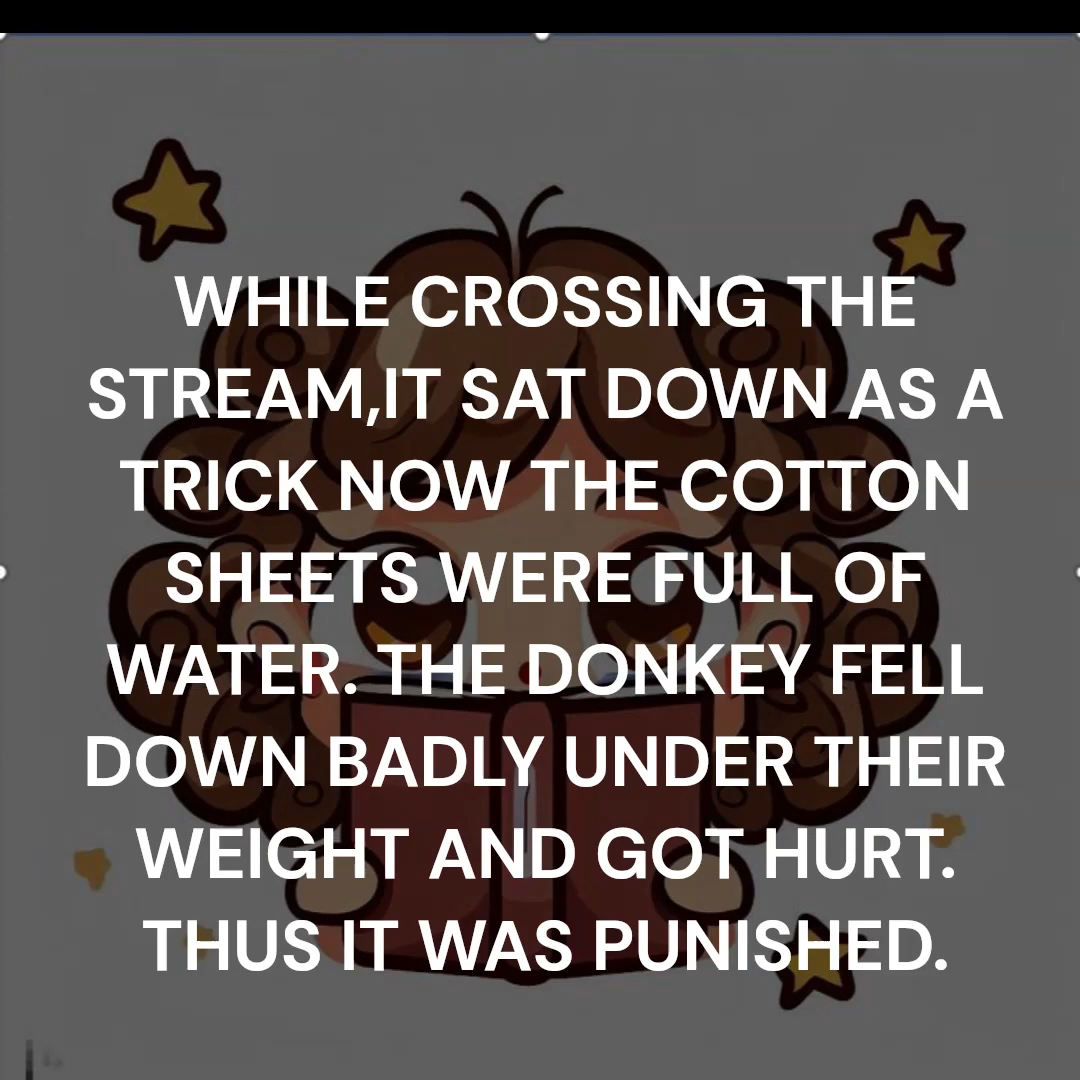 WHILE CROSSING THE
STREAM,IT SAT DOWN AS A
TRICK NOW THE COTTON
SHEETS WERE FULL OF
WATER. THE DONKEY FELL
DOWN BADLY UNDER THEIR
WEIGHT AND GOT HURT.
THUS IT WAS PUNISHED.